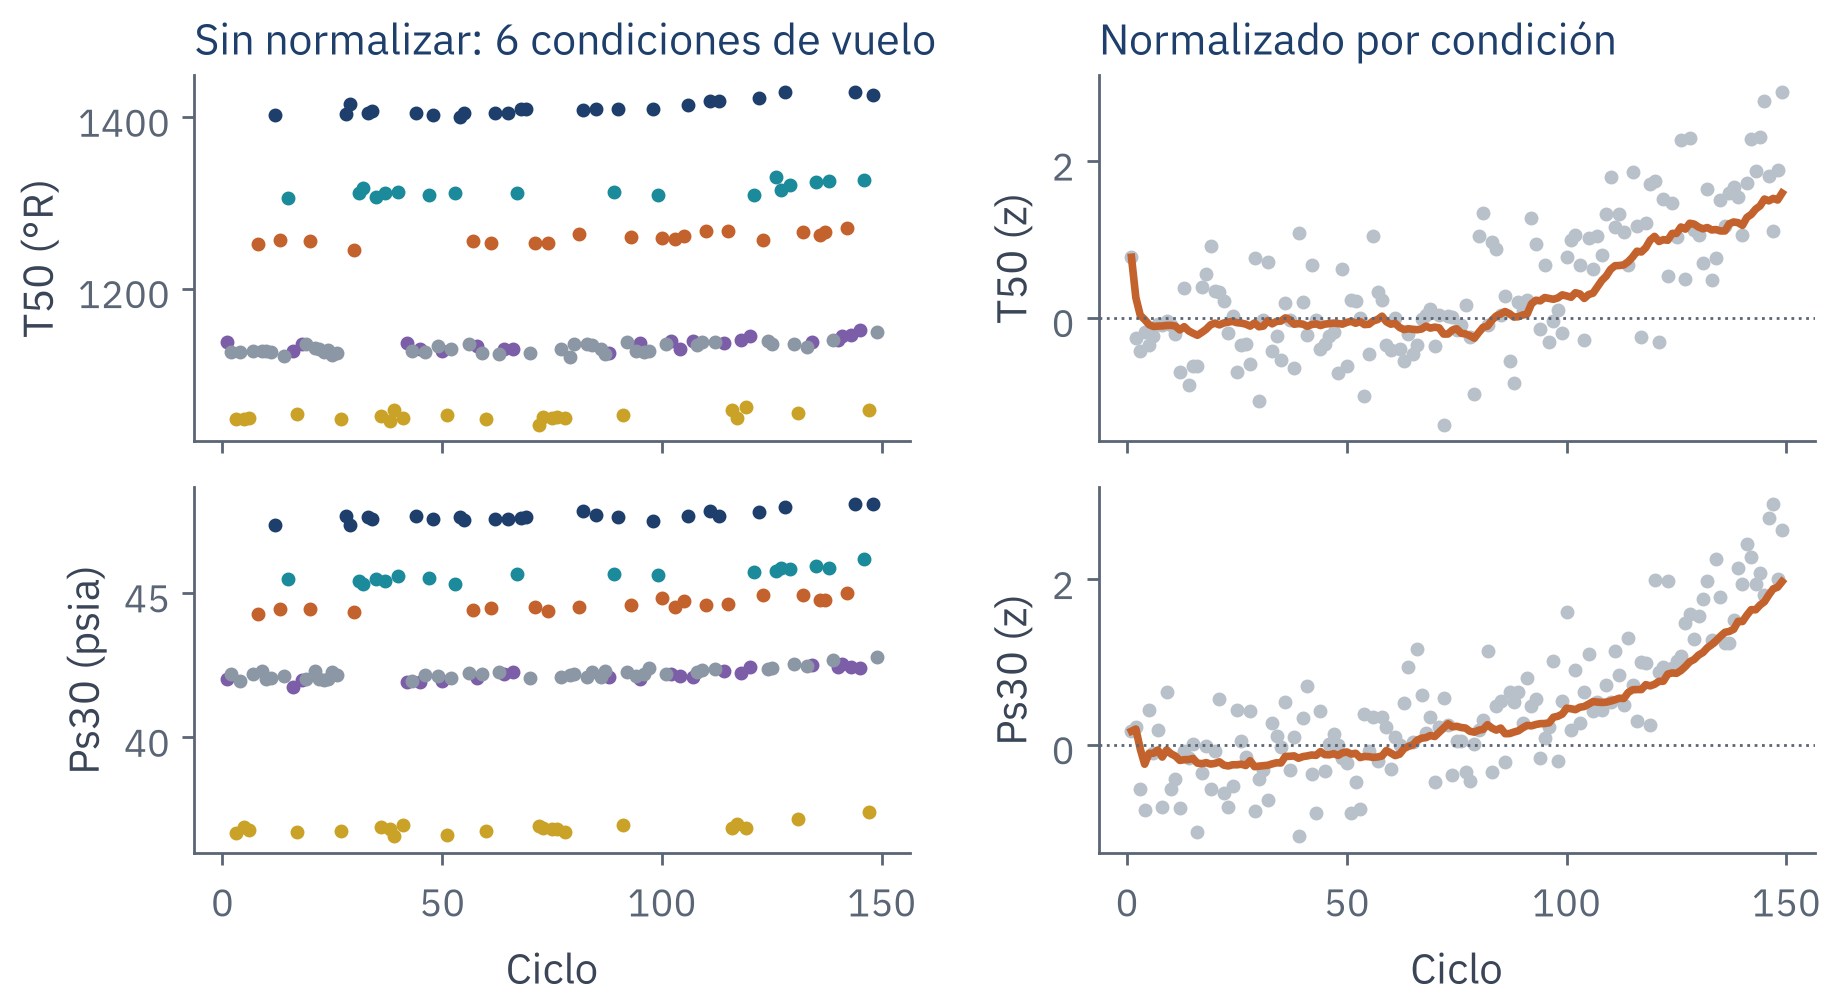 Sin normalizar: 6 condiciones de vuelo
Normalizado por condición
T50 (°R)
1400
1200
T50 (z)
2
0
Ps30 (psia)
45
40
0
50
100
150
Ciclo
Ps30 (z)
2
0
0
50
100
150
Ciclo